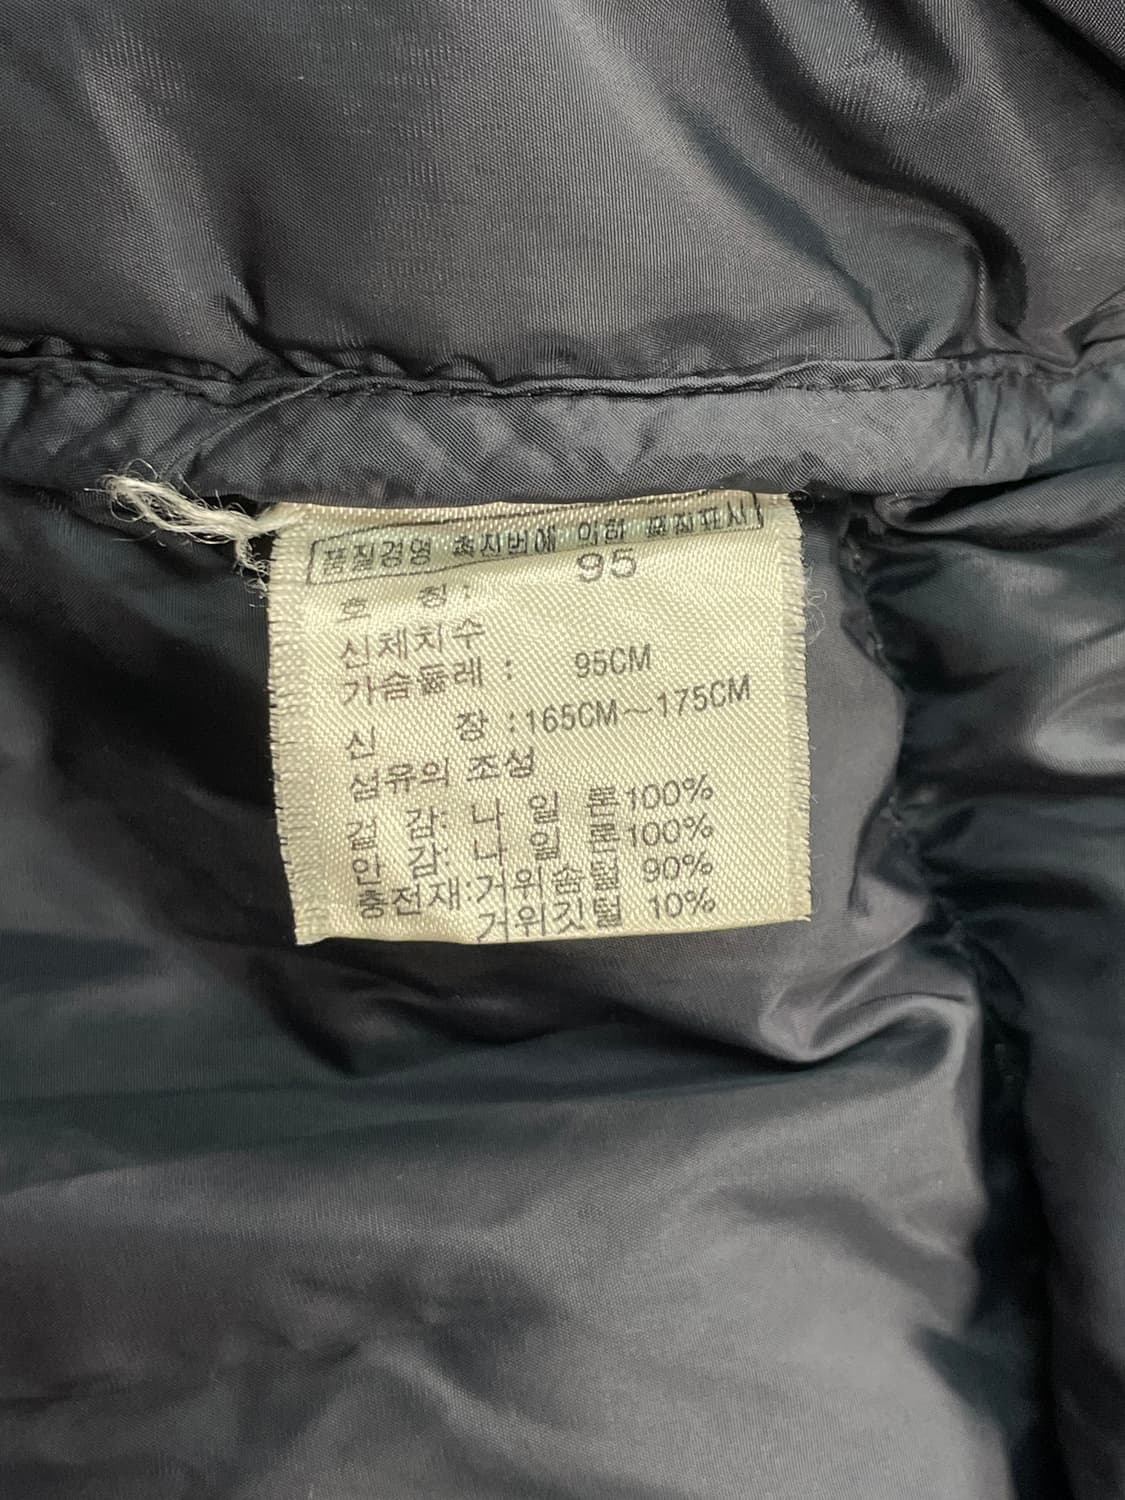 품질경영 촉진법에 의한 품질표시
호 칭: 95
신체치수
가슴둘레 : 95CM
신 장 :165CM~175CM
섬유의 조성
겉 감: 나 일 론100%
안 감: 나 일 론100%
충전재:거위솜털 90%
거위깃털 10%